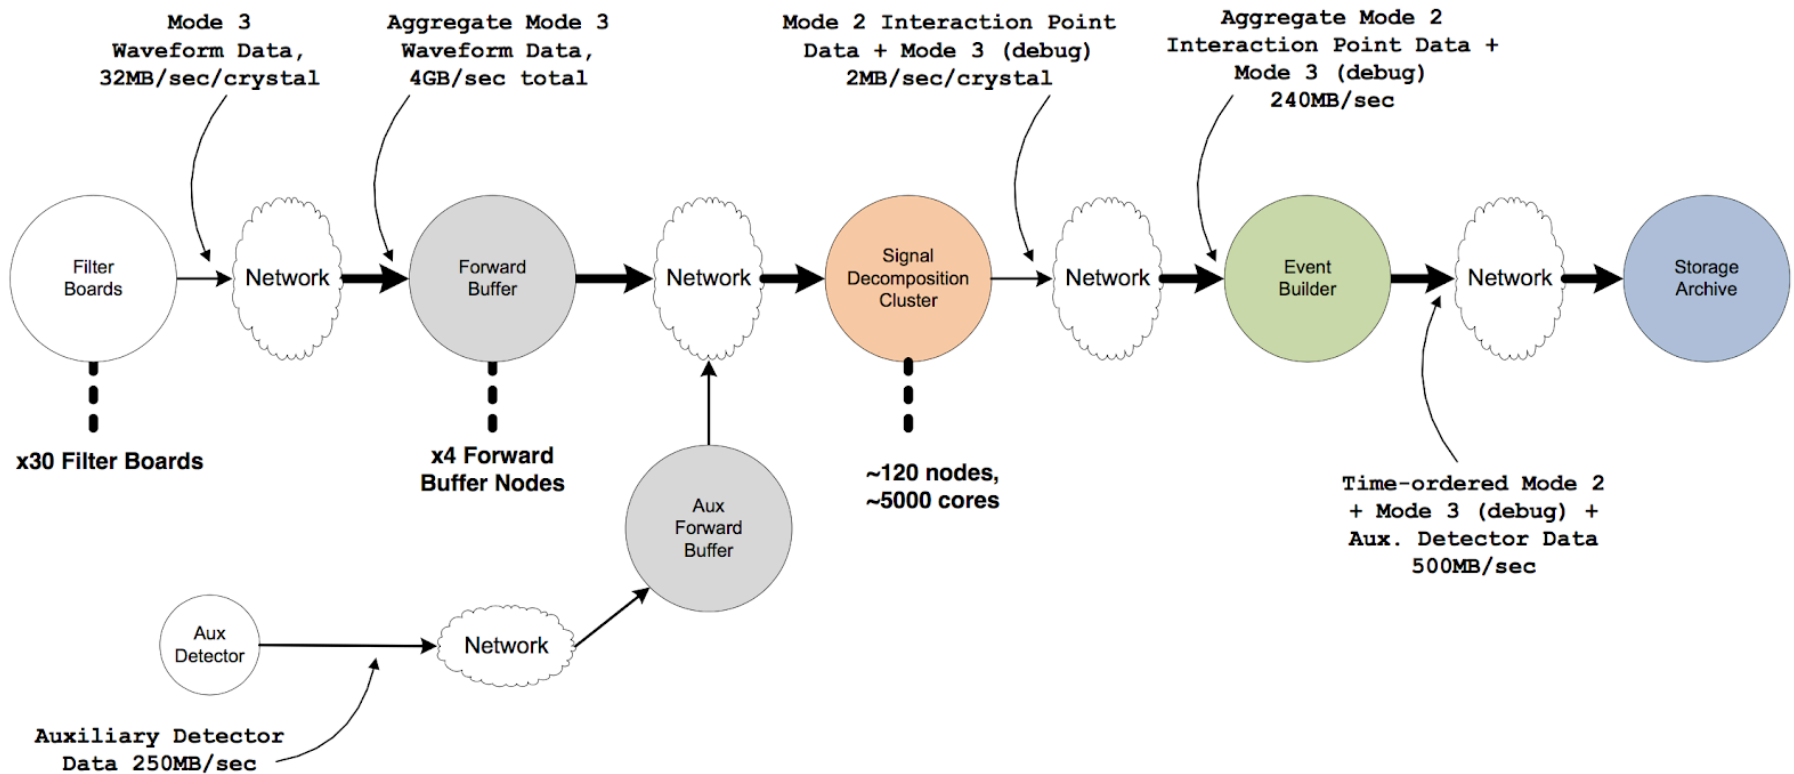 Mode 3
Waveform Data,
32MB/sec/crystal
Aggregate Mode 3
Waveform Data,
4GB/sec total
Mode 2 Interaction Point
Data + Mode 3 (debug)
2MB/sec/crystal
Aggregate Mode 2
Interaction Point Data +
Mode 3 (debug)
240MB/sec
Filter
Boards
Network
Forward
Buffer
Network
Signal
Decomposition
Cluster
Network
Event
Builder
Network
Storage
Archive
x30 Filter Boards
x4 Forward
Buffer Nodes
~120 nodes,
~5000 cores
Time-ordered Mode 2
+ Mode 3 (debug) +
Aux. Detector Data
500MB/sec
Aux
Forward
Buffer
Aux
Detector
Network
Auxiliary Detector
Data 250MB/sec